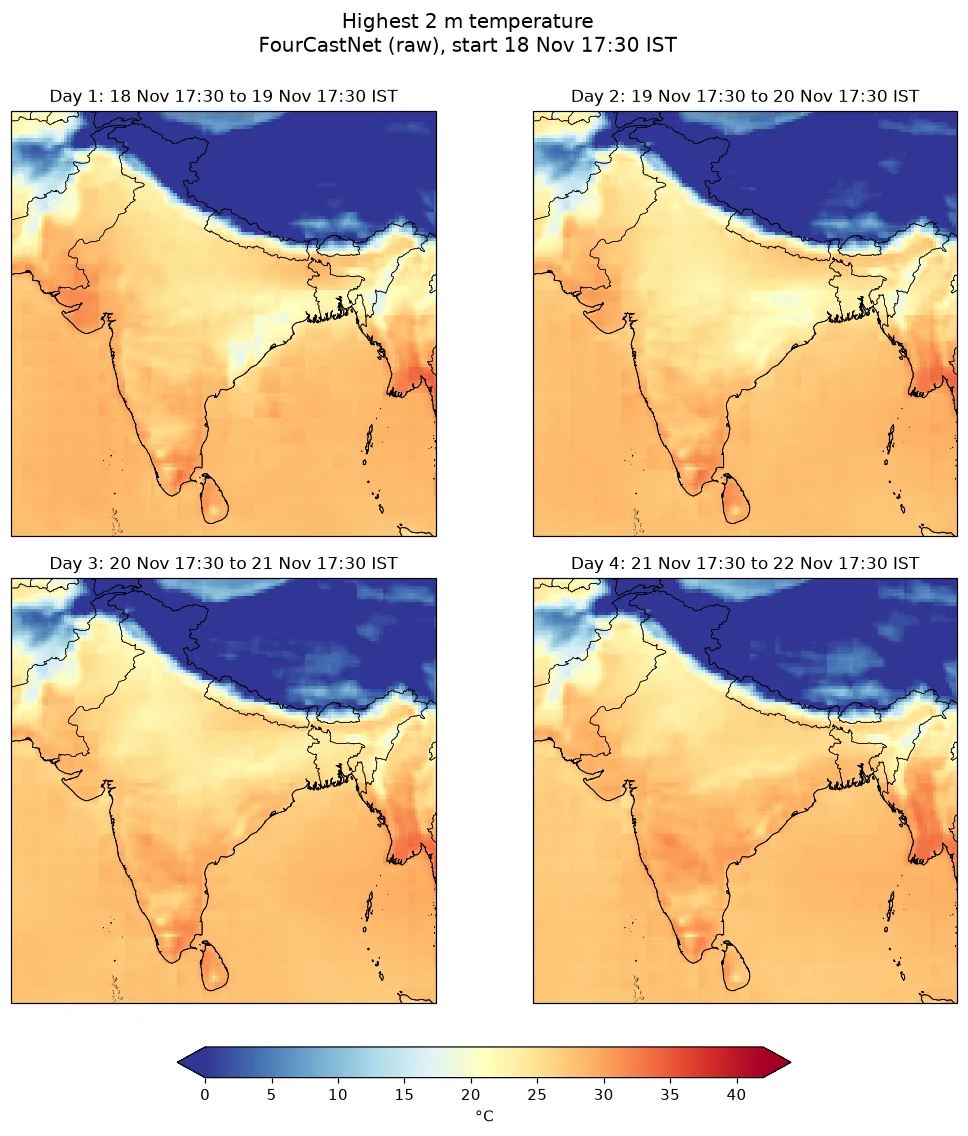 Highest 2 m temperature
FourCastNet (raw), start 18 Nov 17:30 IST
Day 1: 18 Nov 17:30 to 19 Nov 17:30 IST
Day 2: 19 Nov 17:30 to 20 Nov 17:30 IST
Day 3: 20 Nov 17:30 to 21 Nov 17:30 IST
Day 4: 21 Nov 17:30 to 22 Nov 17:30 IST
0 5 10 15 20 25 30 35 40
°C